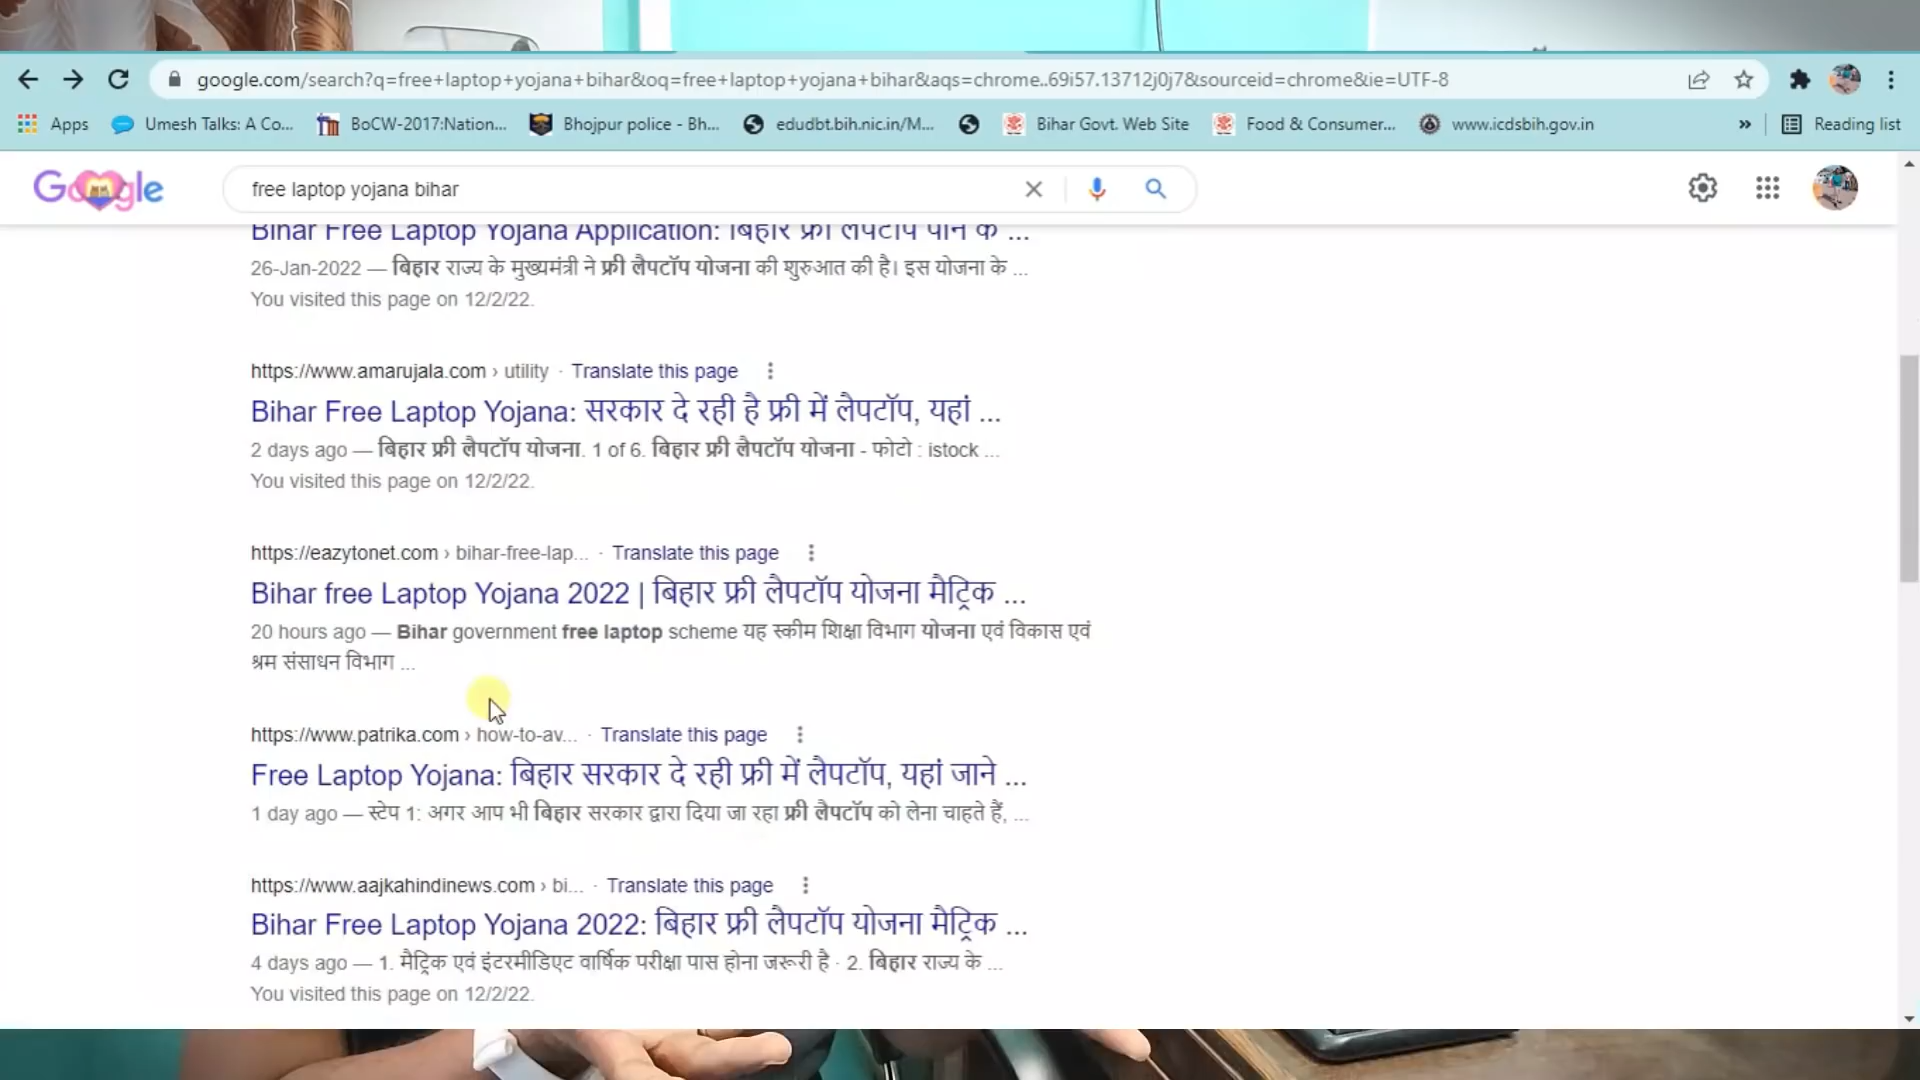 google.com/search?q=free+laptop+yojana+bihar&oq=free+laptop+yojana+bihar&aqs=chrome..69i57.13712j0j7&sourceid=chrome&ie=UTF-8
Apps Umesh Talks: A Co... BoCW-2017:Nation... Bhojpur police - Bh... edudbt.bih.nic.in/M... Bihar Govt. Web Site Food & Consumer... www.icdsbih.gov.in » Reading list
Google free laptop yojana bihar
Bihar Free Laptop Yojana Application: बिहार फ्री लैपटॉप पाने के ...
26-Jan-2022 — बिहार राज्य के मुख्यमंत्री ने फ्री लैपटॉप योजना की शुरुआत की है। इस योजना के ...
You visited this page on 12/2/22.
https://www.amarujala.com › utility · Translate this page
Bihar Free Laptop Yojana: सरकार दे रही है फ्री में लैपटॉप, यहां ...
2 days ago — बिहार फ्री लैपटॉप योजना. 1 of 6. बिहार फ्री लैपटॉप योजना - फोटो : istock ...
You visited this page on 12/2/22.
https://eazytonet.com › bihar-free-lap... · Translate this page
Bihar free Laptop Yojana 2022 | बिहार फ्री लैपटॉप योजना मैट्रिक ...
20 hours ago — Bihar government free laptop scheme यह स्कीम शिक्षा विभाग योजना एवं विकास एवं
श्रम संसाधन विभाग ...
https://www.patrika.com › how-to-av... · Translate this page
Free Laptop Yojana: बिहार सरकार दे रही फ्री में लैपटॉप, यहां जाने ...
1 day ago — स्टेप 1: अगर आप भी बिहार सरकार द्वारा दिया जा रहा फ्री लैपटॉप को लेना चाहते हैं, ...
https://www.aajkahindinews.com › bi... · Translate this page
Bihar Free Laptop Yojana 2022: बिहार फ्री लैपटॉप योजना मैट्रिक ...
4 days ago — 1. मैट्रिक एवं इंटरमीडिएट वार्षिक परीक्षा पास होना जरूरी है · 2. बिहार राज्य के ...
You visited this page on 12/2/22.